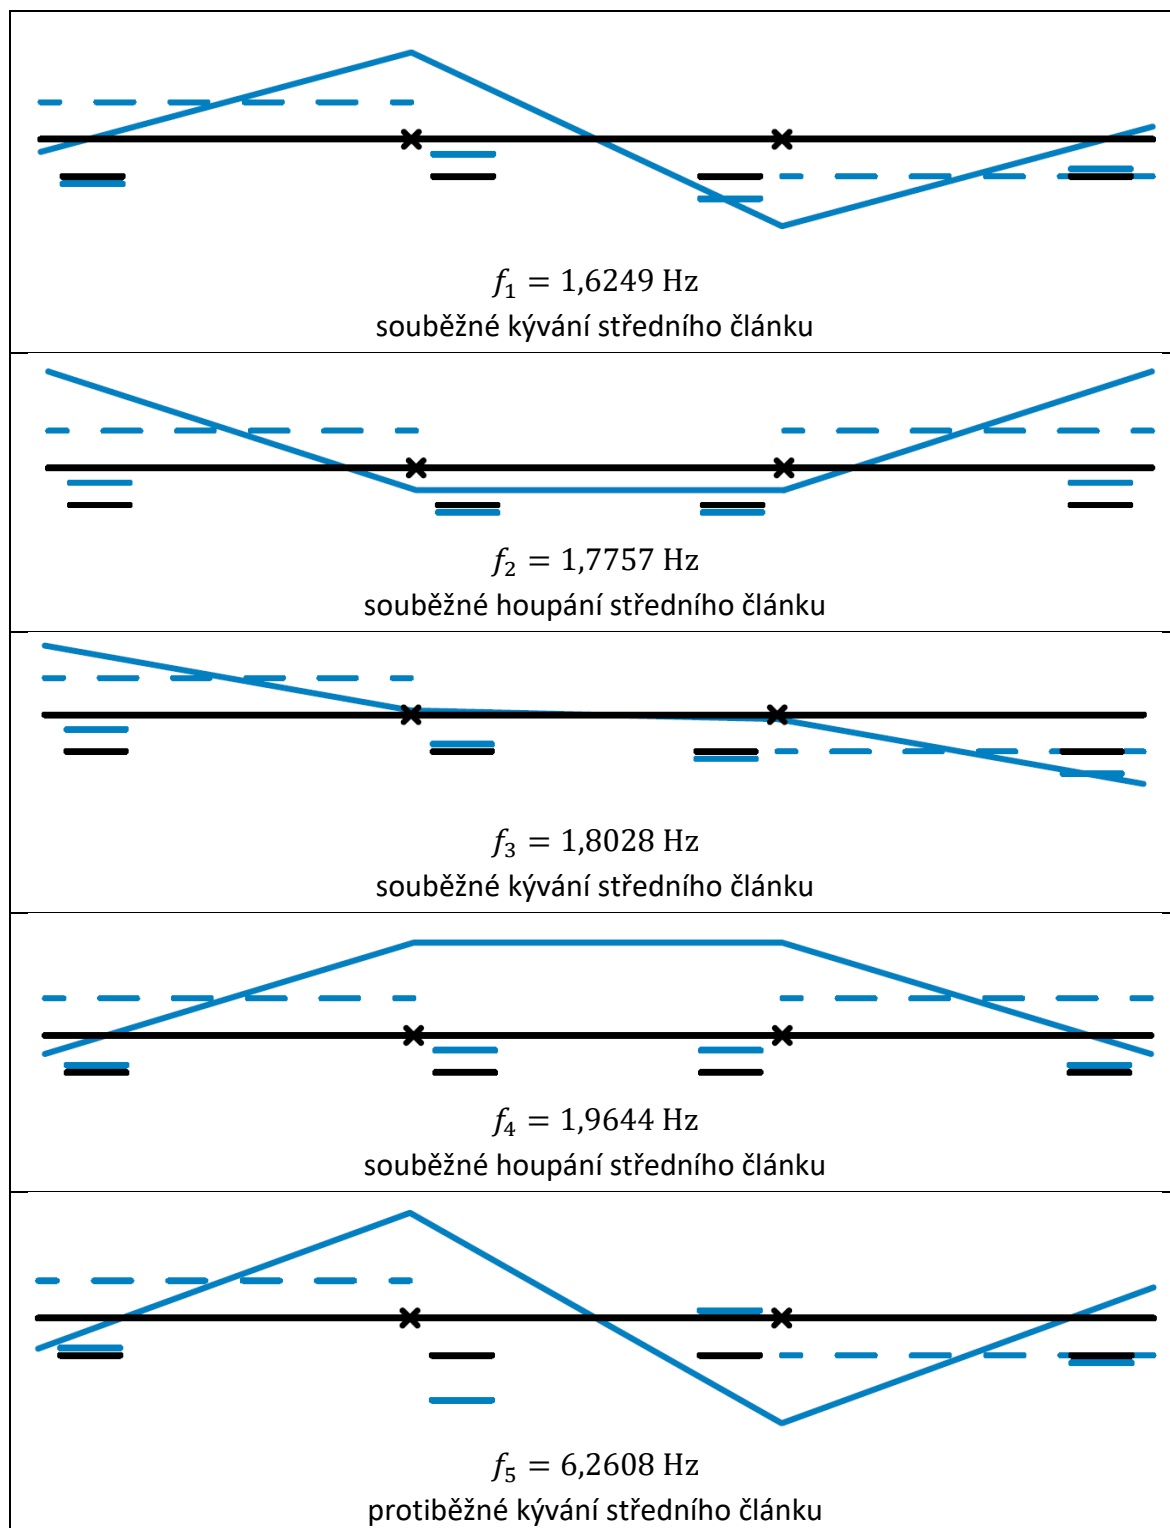 f₁ = 1,6249 Hz
souběžné kývání středního článku
f₂ = 1,7757 Hz
souběžné houpání středního článku
f₃ = 1,8028 Hz
souběžné kývání středního článku
f₄ = 1,9644 Hz
souběžné houpání středního článku
f₅ = 6,2608 Hz
protiběžné kývání středního článku